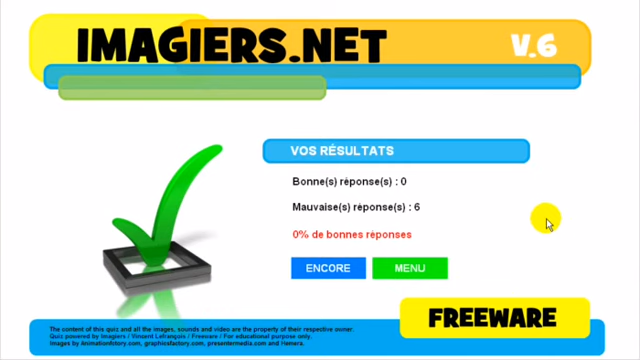 IMAGIERS.NET
V.6
VOS RÉSULTATS
Bonne(s) réponse(s) : 0
Mauvaise(s) réponse(s) : 6
0% de bonnes réponses
ENCORE
MENU
FREEWARE
The content of this quiz and all the images, sounds and video are the property of their respective owner.
Quiz powered by Imagiers / Vincent Lefrançois / Freeware / For educational purpose only.
Images by Animationfctory.com, graphicsfactory.com, presentermedia.com and Hemera.